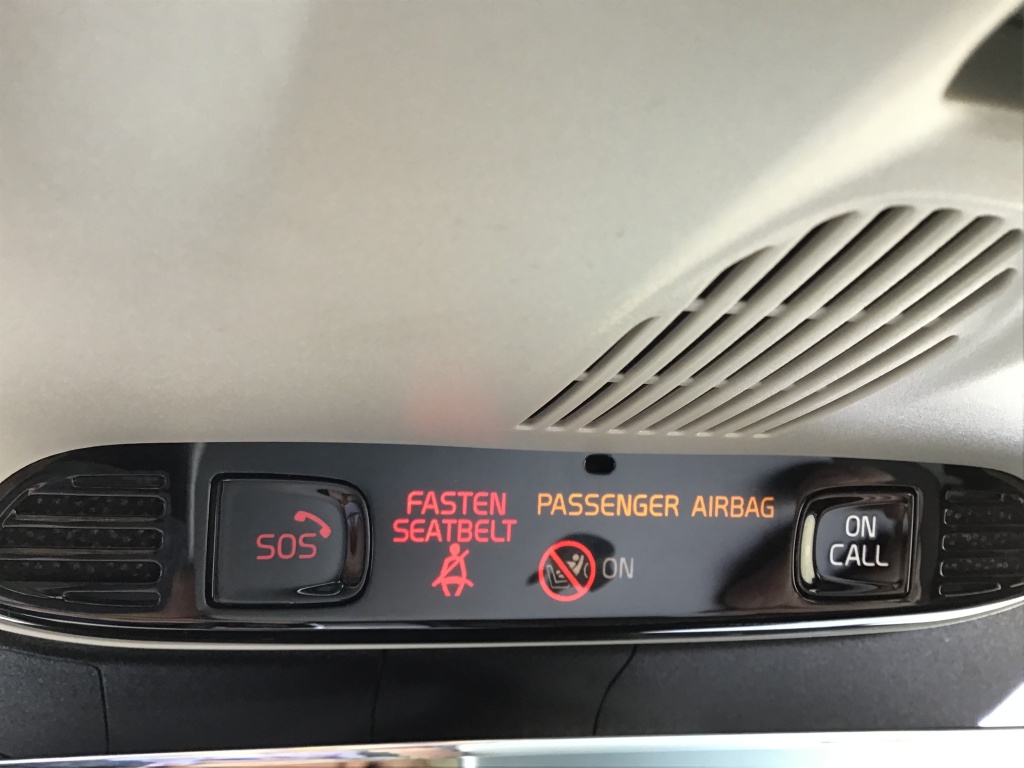 SOS
FASTEN
SEATBELT
PASSENGER AIRBAG
ON
ON
CALL